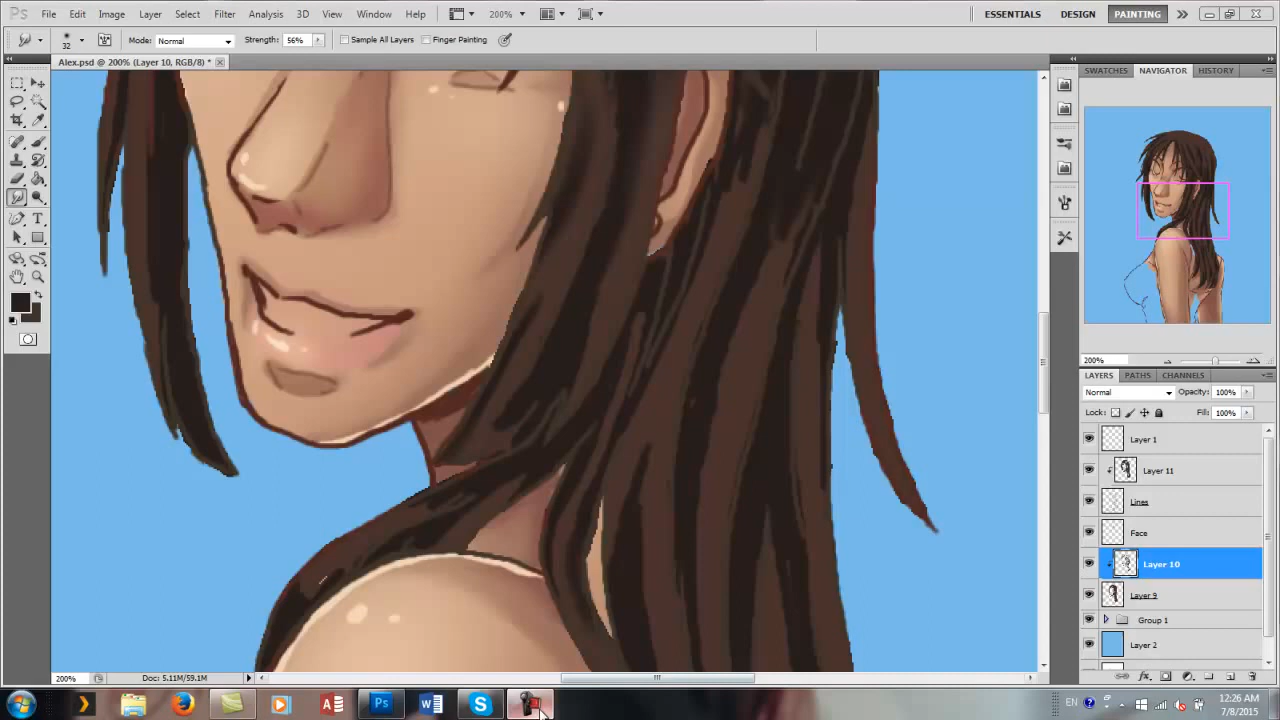 Ps File Edit Image Layer Select Filter Analysis 3D View Window Help 200% ESSENTIALS DESIGN PAINTING
32 Mode: Normal Strength: 56% Sample All Layers Finger Painting
Alex.psd @ 200% (Layer 10, RGB/8) *
SWATCHES NAVIGATOR HISTORY
200%
LAYERS PATHS CHANNELS
Normal Opacity: 100%
Lock: Fill: 100%
Layer 1
Layer 11
Lines
Face
Layer 10
Layer 9
Group 1
Layer 2
200% Doc: 5.11M/59.1M
EN 12:26 AM
7/8/2015